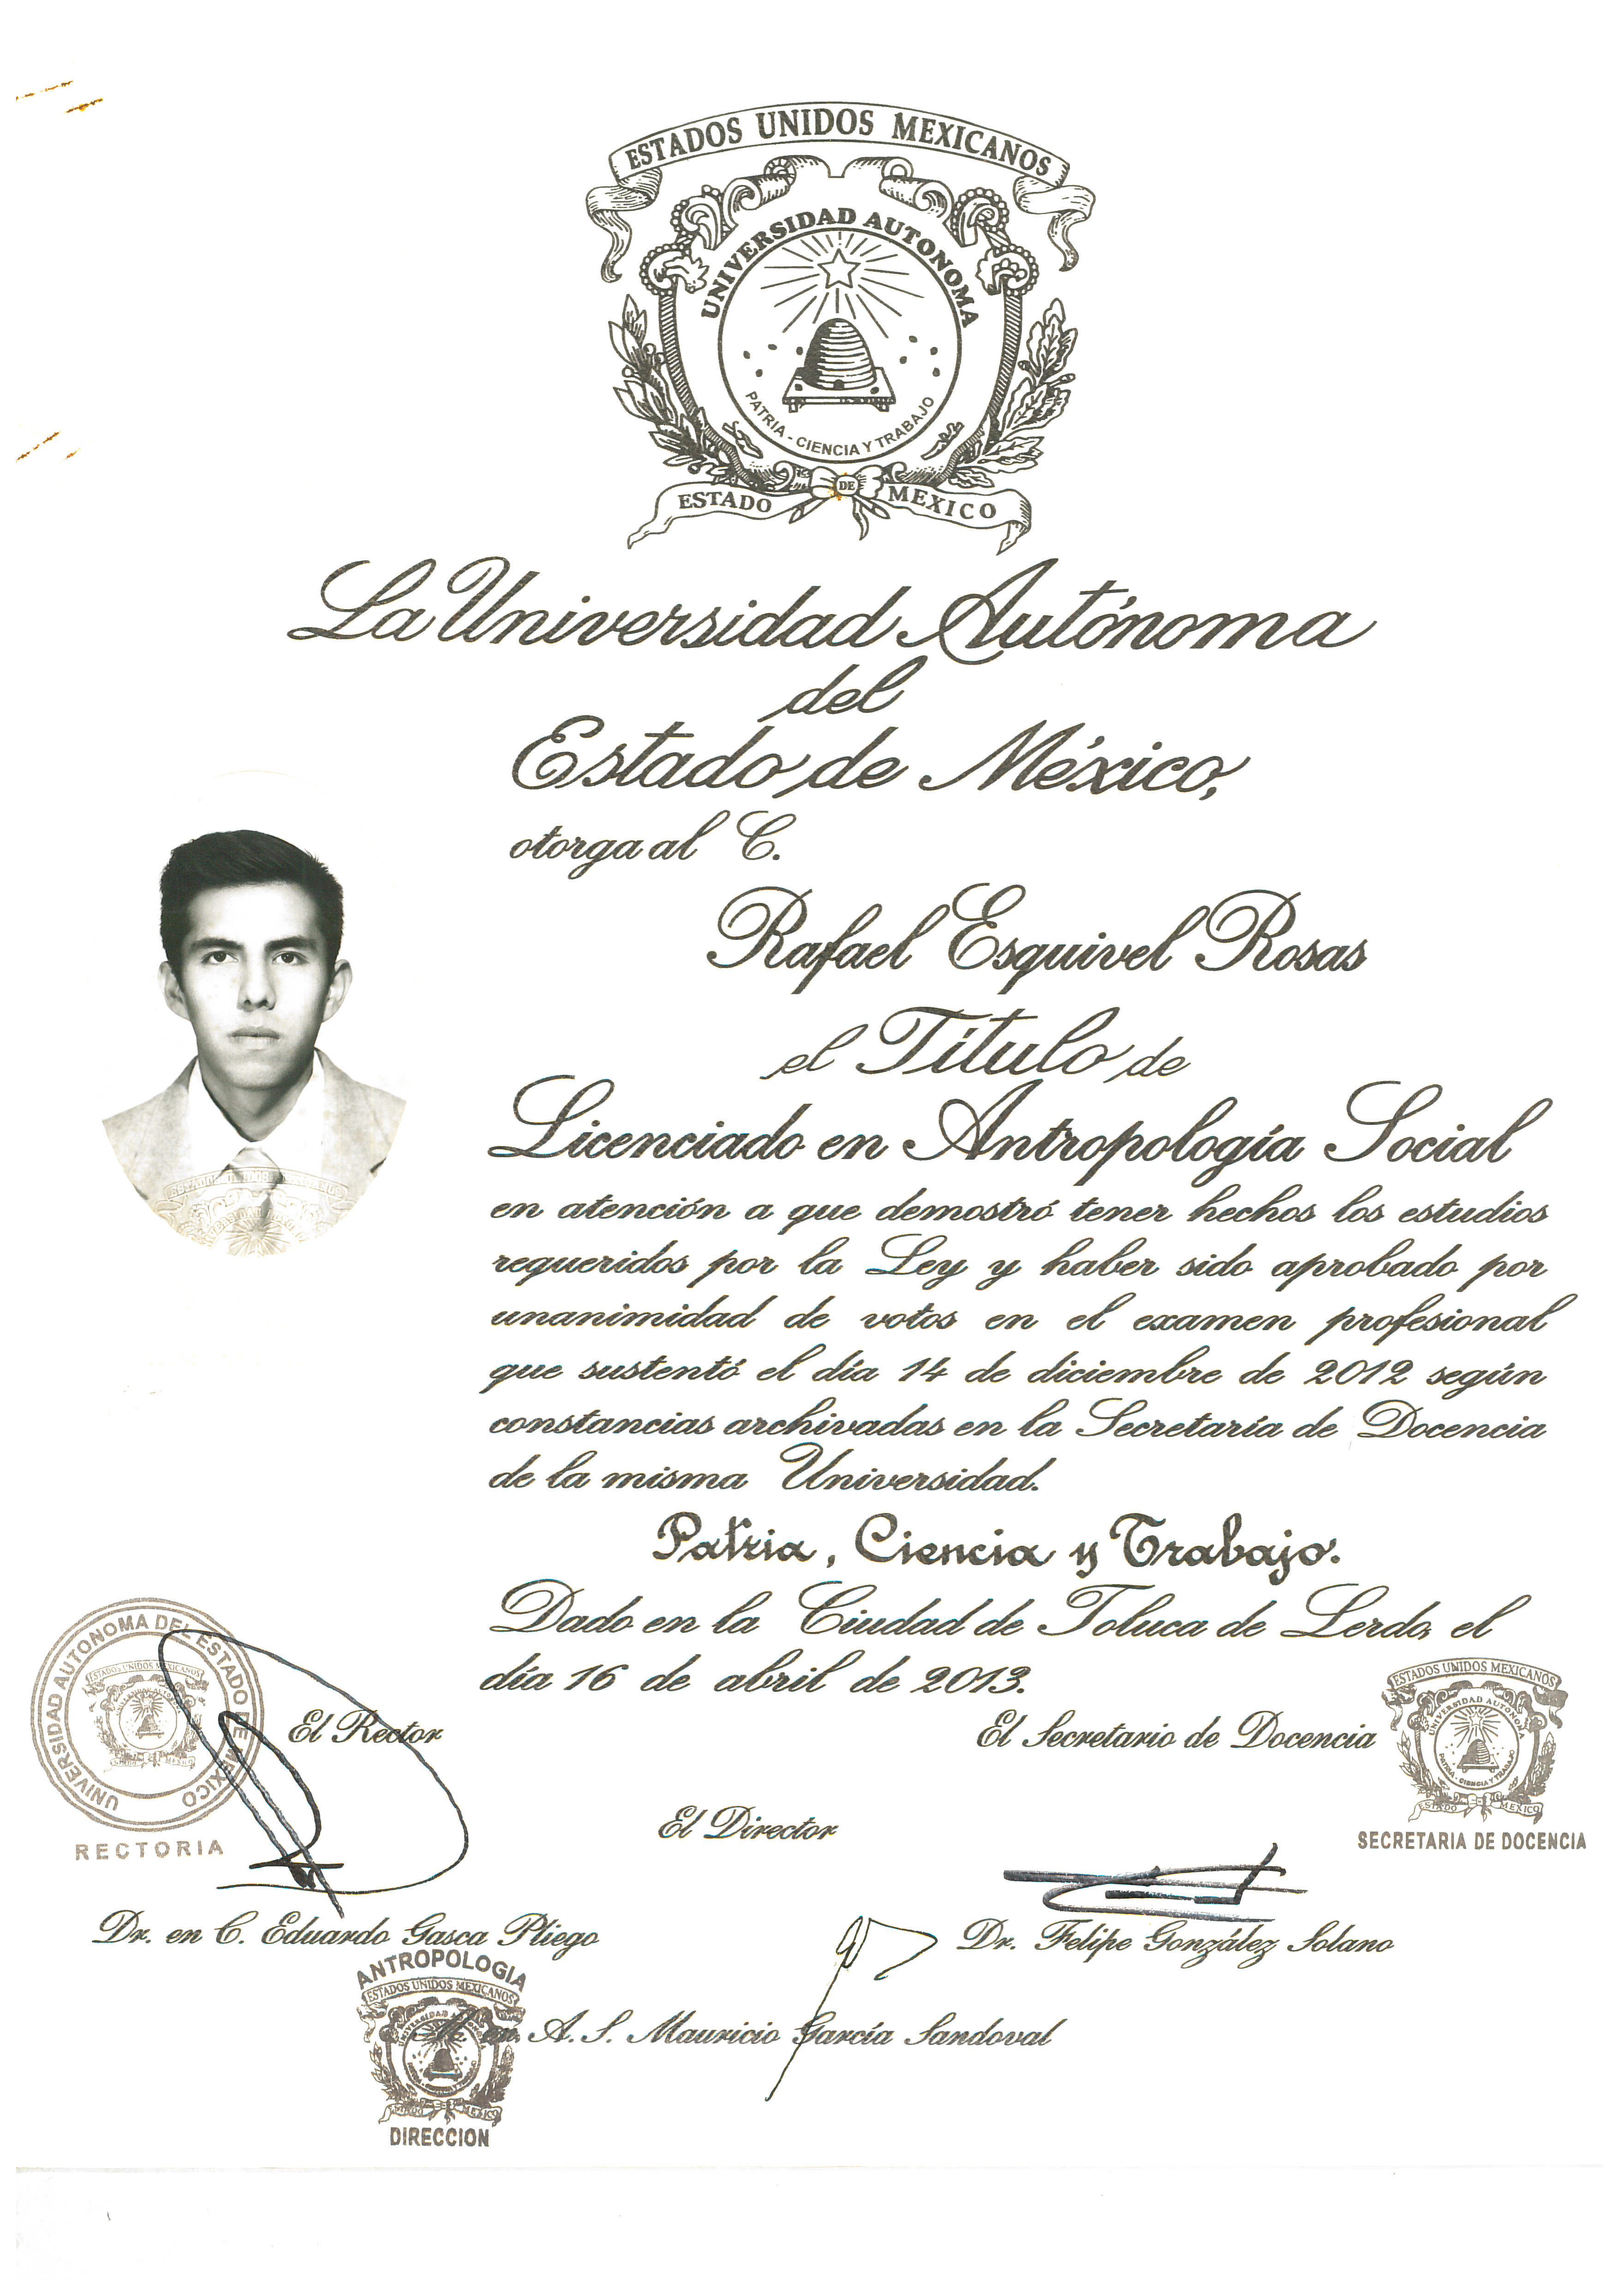 ESTADOS UNIDOS MEXICANOS
UNIVERSIDAD AUTONOMA
PATRIA - CIENCIA Y TRABAJO
ESTADO DE MEXICO
La Universidad Autónoma
del
Estado de México,
otorga al C.
Rafael Esquivel Rosas
el Título de
Licenciado en Antropología Social
en atención a que demostró tener hechos los estudios
requeridos por la Ley y haber sido aprobado por
unanimidad de votos en el examen profesional
que sustentó el día 14 de diciembre de 2012 según
constancias archivadas en la Secretaría de Docencia
de la misma Universidad.
Patria, Ciencia y Trabajo.
Dado en la Ciudad de Toluca de Lerdo, el
día 16 de abril de 2013.
UNIVERSIDAD AUTONOMA DEL ESTADO DE MEXICO
ESTADOS UNIDOS MEXICANOS
RECTORIA
El Rector
El Secretario de Docencia
ESTADOS UNIDOS MEXICANOS
UNIVERSIDAD AUTONOMA
PATRIA - CIENCIA Y TRABAJO
ESTADO DE MEXICO
SECRETARIA DE DOCENCIA
El Director
Dr. en C. Eduardo Gasca Pliego
Dr. Felipe González Solano
ANTROPOLOGIA
ESTADOS UNIDOS MEXICANOS
M. en A. S. Mauricio García Sandoval
DIRECCION